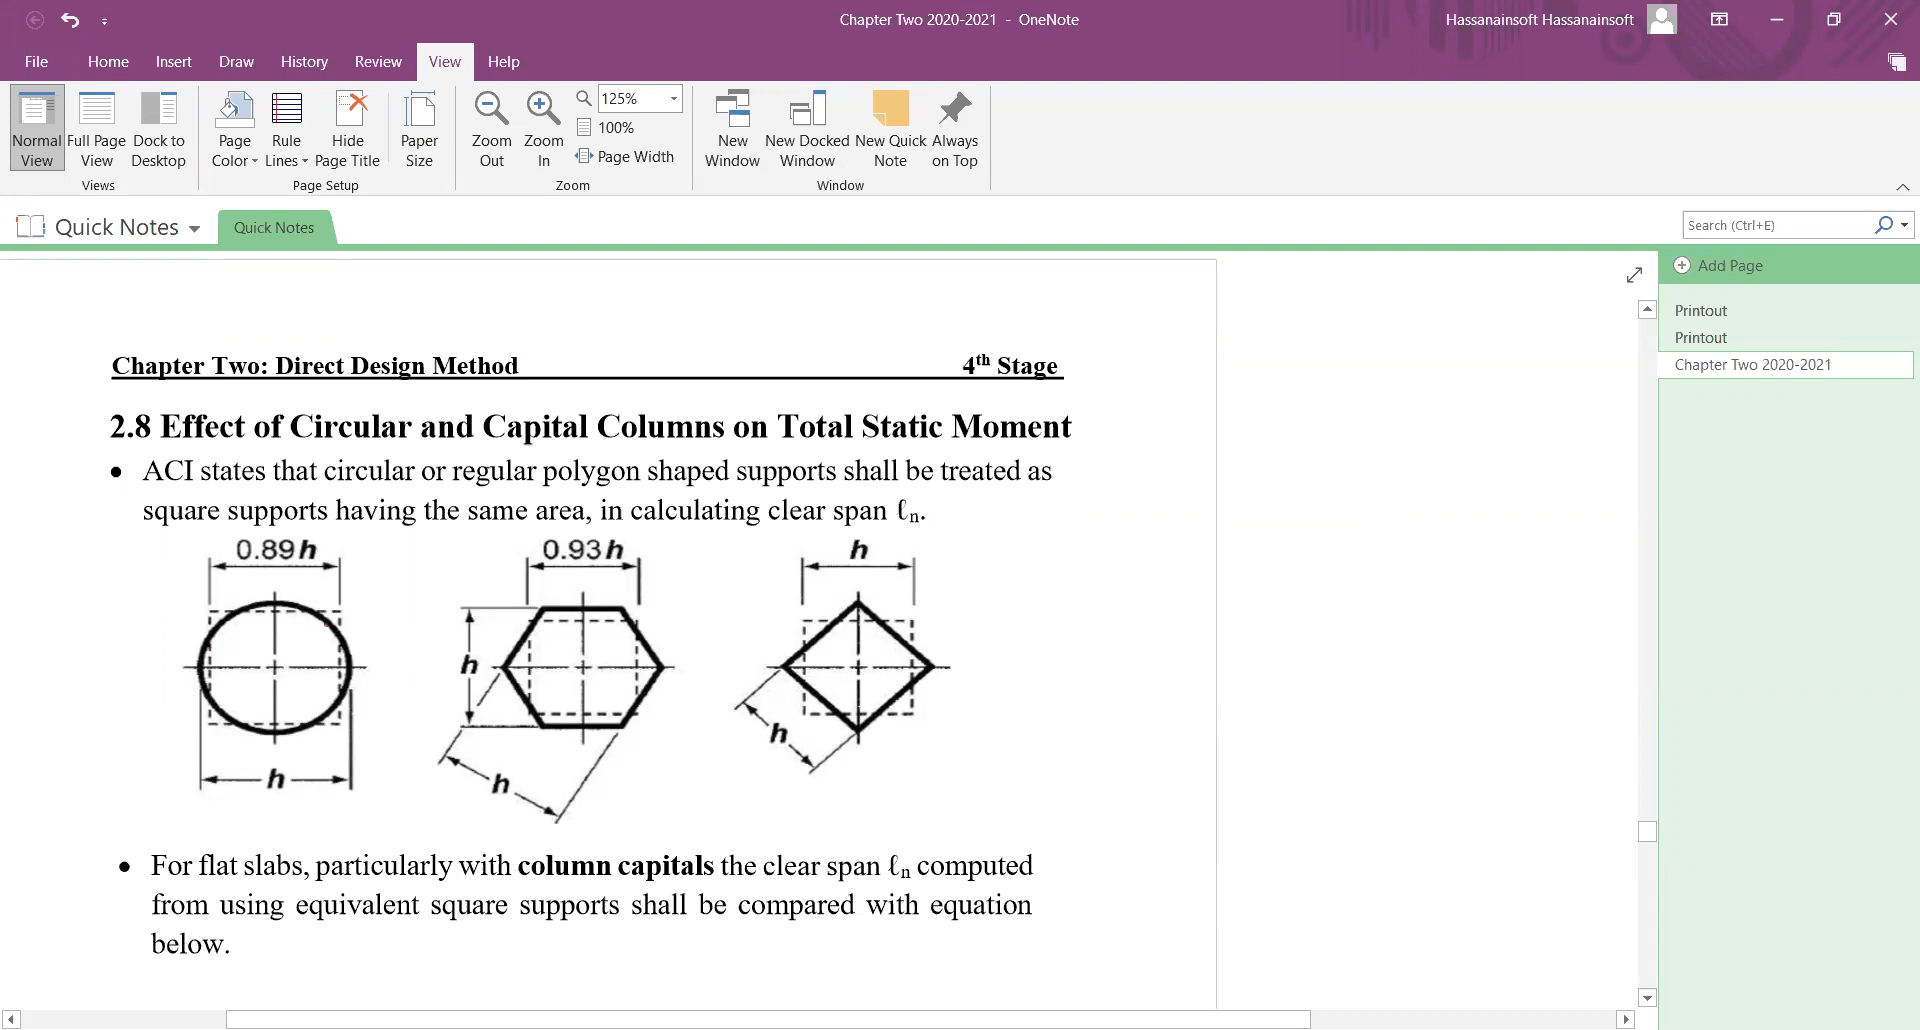 Chapter Two 2020-2021 - OneNote
Hassanainsoft Hassanainsoft
File Home Insert Draw History Review View Help
Normal View
Full Page View
Dock to Desktop
Views
Page Color
Rule Lines
Hide Page Title
Page Setup
Paper Size
Zoom Out
Zoom In
125%
100%
Page Width
Zoom
New Window
New Docked Window
New Quick Note
Always on Top
Window
Quick Notes
Quick Notes
Search (Ctrl+E)
Add Page
Printout
Printout
Chapter Two 2020-2021
Chapter Two: Direct Design Method 4th Stage
2.8 Effect of Circular and Capital Columns on Total Static Moment
• ACI states that circular or regular polygon shaped supports shall be treated as
square supports having the same area, in calculating clear span ℓn.
0.89h 0.93h h
h
h
h
h
• For flat slabs, particularly with column capitals the clear span ℓn computed
from using equivalent square supports shall be compared with equation
below.